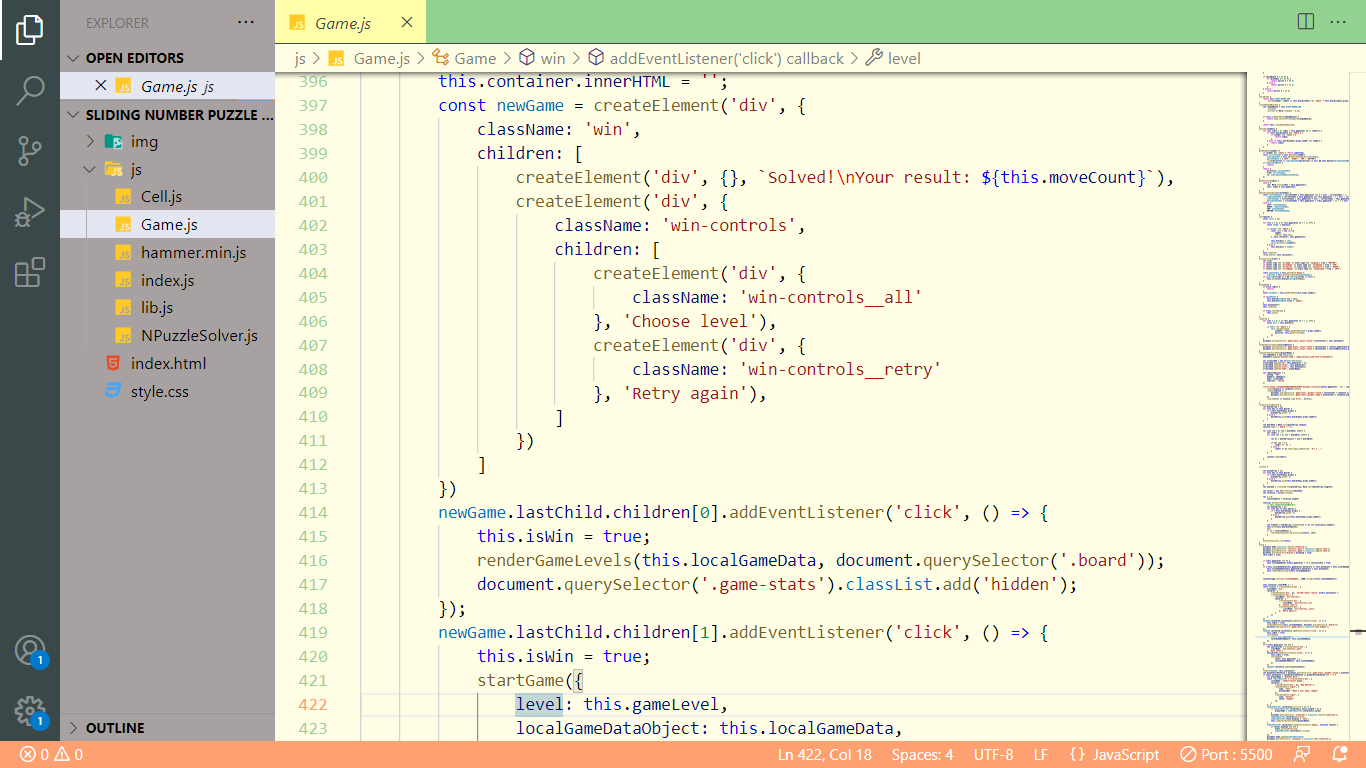 EXPLORER
OPEN EDITORS
Game.js js
SLIDING NUMBER PUZZLE ...
img
js
Cell.js
Game.js
hammer.min.js
index.js
lib.js
NPuzzleSolver.js
index.html
style.css
OUTLINE
1
1
Game.js
js > Game.js > Game > win > addEventListener('click') callback > level
396 this.container.innerHTML = '';
397 const newGame = createElement('div', {
398 className: 'win',
399 children: [
400 createElement('div', {}, `Solved!\nYour result: ${this.moveCount}`),
401 createElement('div', {
402 className: 'win-controls',
403 children: [
404 createElement('div', {
405 className: 'win-controls__all'
406 }, 'Choose level'),
407 createElement('div', {
408 className: 'win-controls__retry'
409 }, 'Retry again'),
410 ]
411 })
412 ]
413 })
414 newGame.lastChild.children[0].addEventListener('click', () => {
415 this.isWin = true;
416 renderGameLevels(this.localGameData, document.querySelector('.board'));
417 document.querySelector('.game-stats').classList.add('hidden');
418 });
419 newGame.lastChild.children[1].addEventListener('click', () => {
420 this.isWin = true;
421 startGame({
422 level: this.gameLevel,
423 localGameDataObject: this.localGameData,
0 0 Ln 422, Col 18 Spaces: 4 UTF-8 LF {} JavaScript Port : 5500